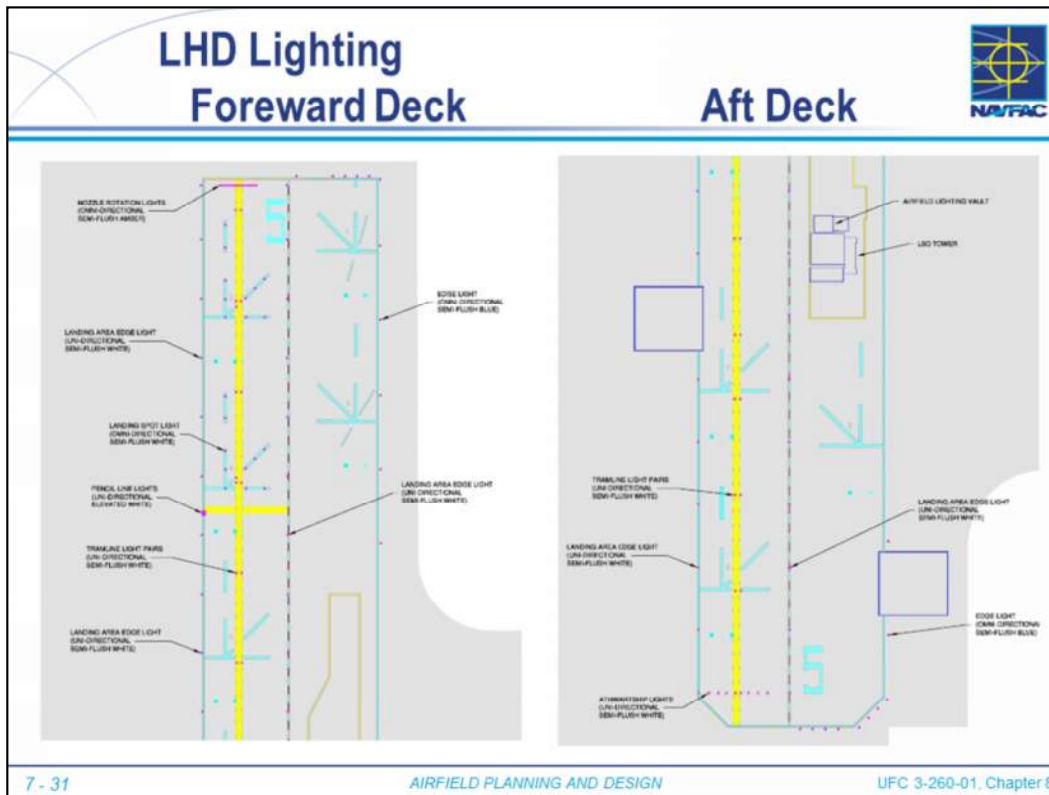 LHD Lighting
Foreward Deck
Aft Deck
NAVFAC
NOZZLE ROTATION LIGHTS
(OMNI-DIRECTIONAL
SEMI-FLUSH AMBER)
5
LANDING AREA EDGE LIGHT
(UNI-DIRECTIONAL
SEMI-FLUSH WHITE)
LANDING SPOT LIGHT
(OMNI-DIRECTIONAL
SEMI-FLUSH WHITE)
PENCIL LINE LIGHTS
(UNI-DIRECTIONAL
ELEVATED WHITE)
TRAMLINE LIGHT PAIRS
(UNI-DIRECTIONAL
SEMI-FLUSH WHITE)
LANDING AREA EDGE LIGHT
(UNI-DIRECTIONAL
SEMI-FLUSH WHITE)
EDGE LIGHT
(OMNI-DIRECTIONAL
SEMI-FLUSH BLUE)
LANDING AREA EDGE LIGHT
(UNI-DIRECTIONAL
SEMI-FLUSH WHITE)
AIRFIELD LIGHTING VAULT
LSO TOWER
TRAMLINE LIGHT PAIRS
(UNI-DIRECTIONAL
SEMI-FLUSH WHITE)
LANDING AREA EDGE LIGHT
(UNI-DIRECTIONAL
SEMI-FLUSH WHITE)
LANDING AREA EDGE LIGHT
(UNI-DIRECTIONAL
SEMI-FLUSH WHITE)
EDGE LIGHT
(OMNI-DIRECTIONAL
SEMI-FLUSH BLUE)
5
ATHWARTSHIP LIGHTS
(UNI-DIRECTIONAL
SEMI-FLUSH WHITE)
7 - 31
AIRFIELD PLANNING AND DESIGN
UFC 3-260-01, Chapter 8